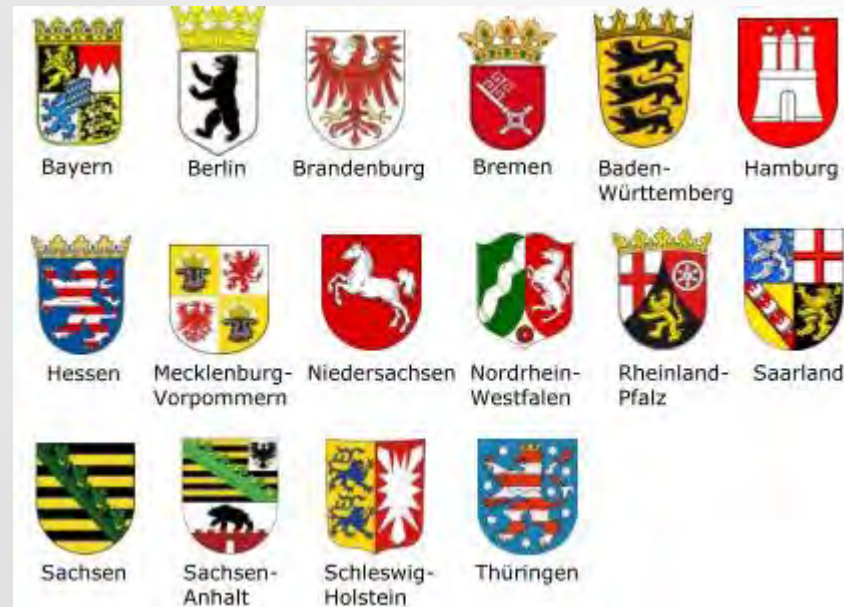 Bayern
Berlin
Brandenburg
Bremen
Baden-
Württemberg
Hamburg
Hessen
Mecklenburg-
Vorpommern
Niedersachsen
Nordrhein-
Westfalen
Rheinland-
Pfalz
Saarland
Sachsen
Sachsen-
Anhalt
Schleswig-
Holstein
Thüringen